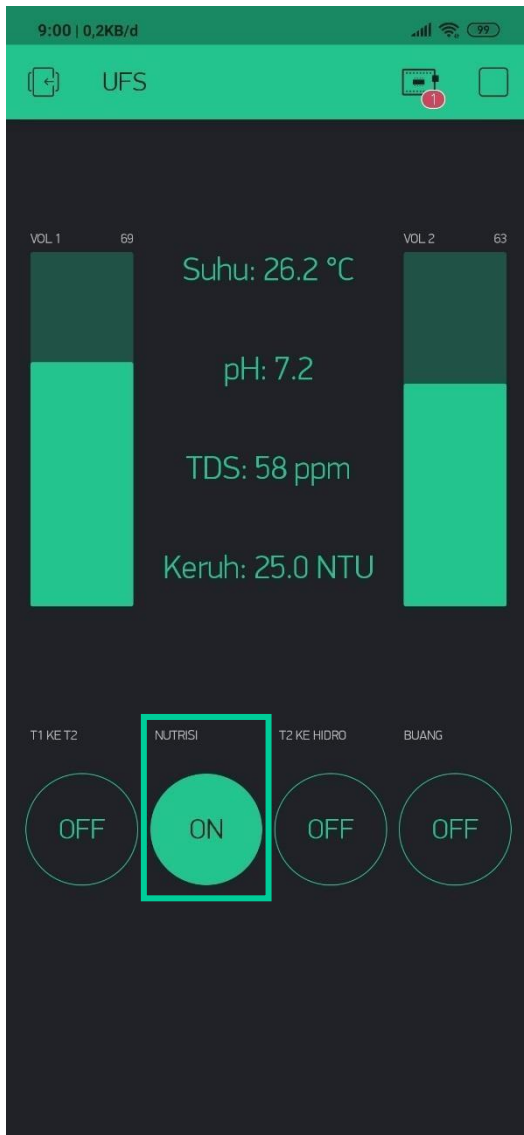 9:00 | 0,2KB/d
99
UFS
1
VOL 1 69
VOL 2 63
Suhu: 26.2 °C
pH: 7.2
TDS: 58 ppm
Keruh: 25.0 NTU
T1 KE T2
NUTRISI
T2 KE HIDRO
BUANG
OFF
ON
OFF
OFF